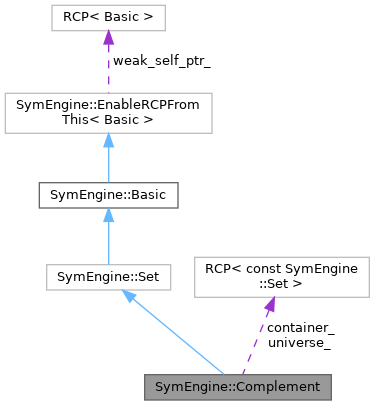 RCP< Basic >
weak_self_ptr_
SymEngine::EnableRCPFrom
This< Basic >
SymEngine::Basic
SymEngine::Set
RCP< const SymEngine
::Set >
container_
universe_
SymEngine::Complement